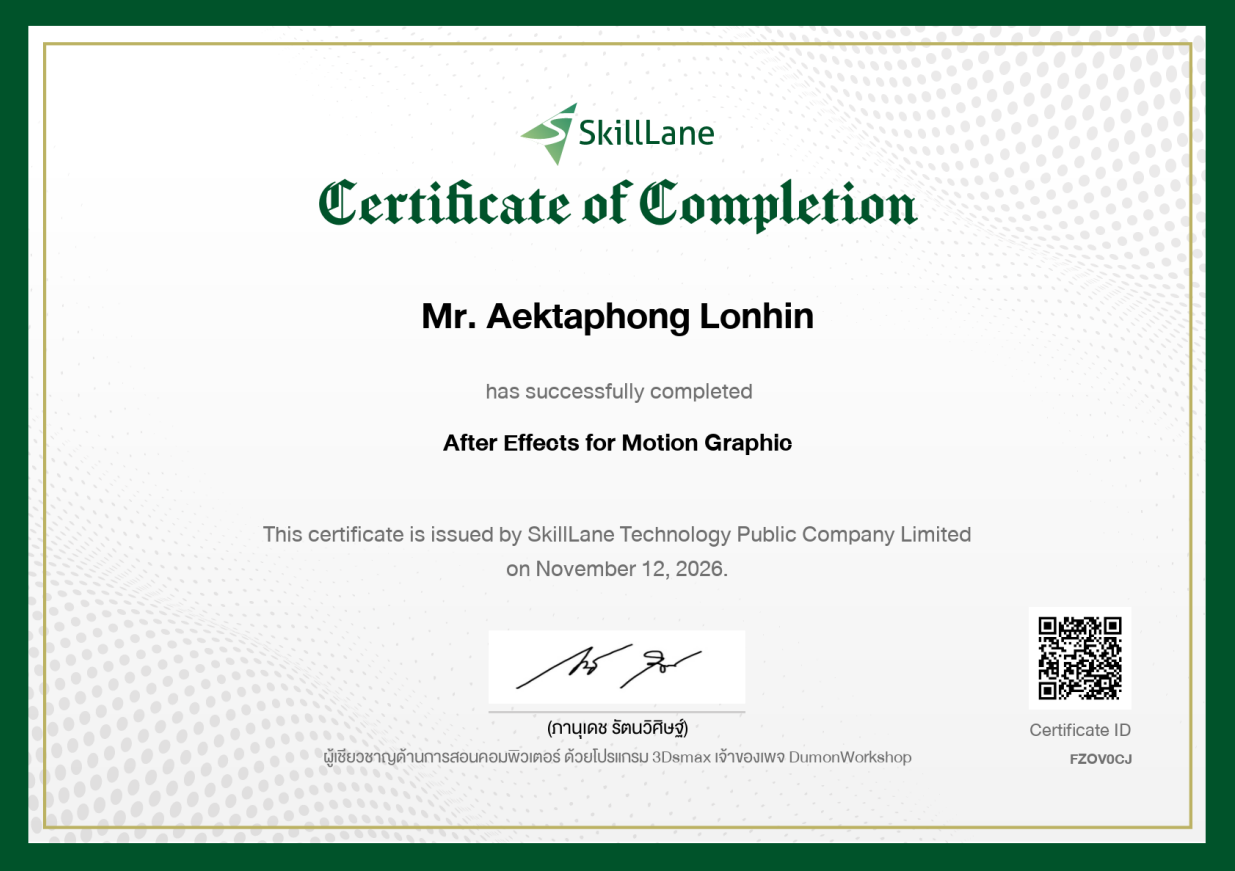 SkillLane
Certificate of Completion
Mr. Aektaphong Lonhin
has successfully completed
After Effects for Motion Graphic
This certificate is issued by SkillLane Technology Public Company Limited
on November 12, 2026.
(ภานุเดช รัตนวิศิษฐ์)
ผู้เชี่ยวชาญด้านการสอนคอมพิวเตอร์ ด้วยโปรแกรม 3Dsmax เจ้าของเพจ DumonWorkshop
Certificate ID
FZOV0CJ